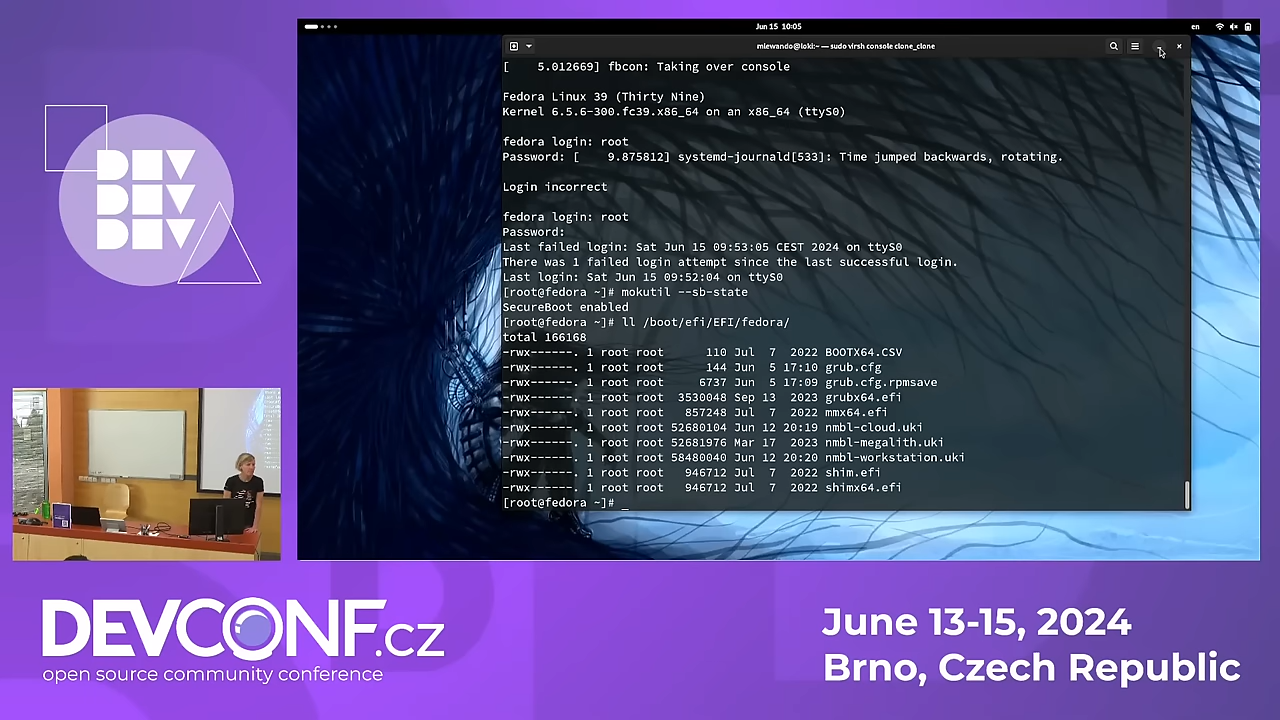 Jun 15 10:05
en
mlewando@loki:~ — sudo virsh console clone_clone
[    5.012669] fbcon: Taking over console
Fedora Linux 39 (Thirty Nine)
Kernel 6.5.6-300.fc39.x86_64 on an x86_64 (ttyS0)
fedora login: root
Password: [    9.875812] systemd-journald[533]: Time jumped backwards, rotating.
Login incorrect
fedora login: root
Password:
Last failed login: Sat Jun 15 09:53:05 CEST 2024 on ttyS0
There was 1 failed login attempt since the last successful login.
Last login: Sat Jun 15 09:52:04 on ttyS0
[root@fedora ~]# mokutil --sb-state
SecureBoot enabled
[root@fedora ~]# ll /boot/efi/EFI/fedora/
total 166168
-rwx------. 1 root root      110 Jul  7  2022 BOOTX64.CSV
-rwx------. 1 root root      144 Jun  5 17:10 grub.cfg
-rwx------. 1 root root     6737 Jun  5 17:09 grub.cfg.rpmsave
-rwx------. 1 root root  3530048 Sep 13  2023 grubx64.efi
-rwx------. 1 root root   857248 Jul  7  2022 mmx64.efi
-rwx------. 1 root root 52680104 Jun 12 20:19 nmbl-cloud.uki
-rwx------. 1 root root 52681976 Mar 17  2023 nmbl-megalith.uki
-rwx------. 1 root root 58480040 Jun 12 20:20 nmbl-workstation.uki
-rwx------. 1 root root   946712 Jul  7  2022 shim.efi
-rwx------. 1 root root   946712 Jul  7  2022 shimx64.efi
[root@fedora ~]# _
DEV
DEV
DEV
DEVCONF.cz
open source community conference
June 13-15, 2024
Brno, Czech Republic